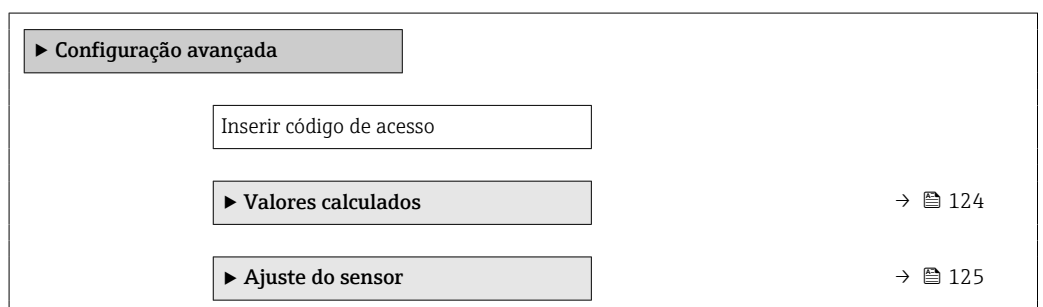 ▶ Configuração avançada
Inserir código de acesso
▶ Valores calculados → 🗎 124
▶ Ajuste do sensor → 🗎 125